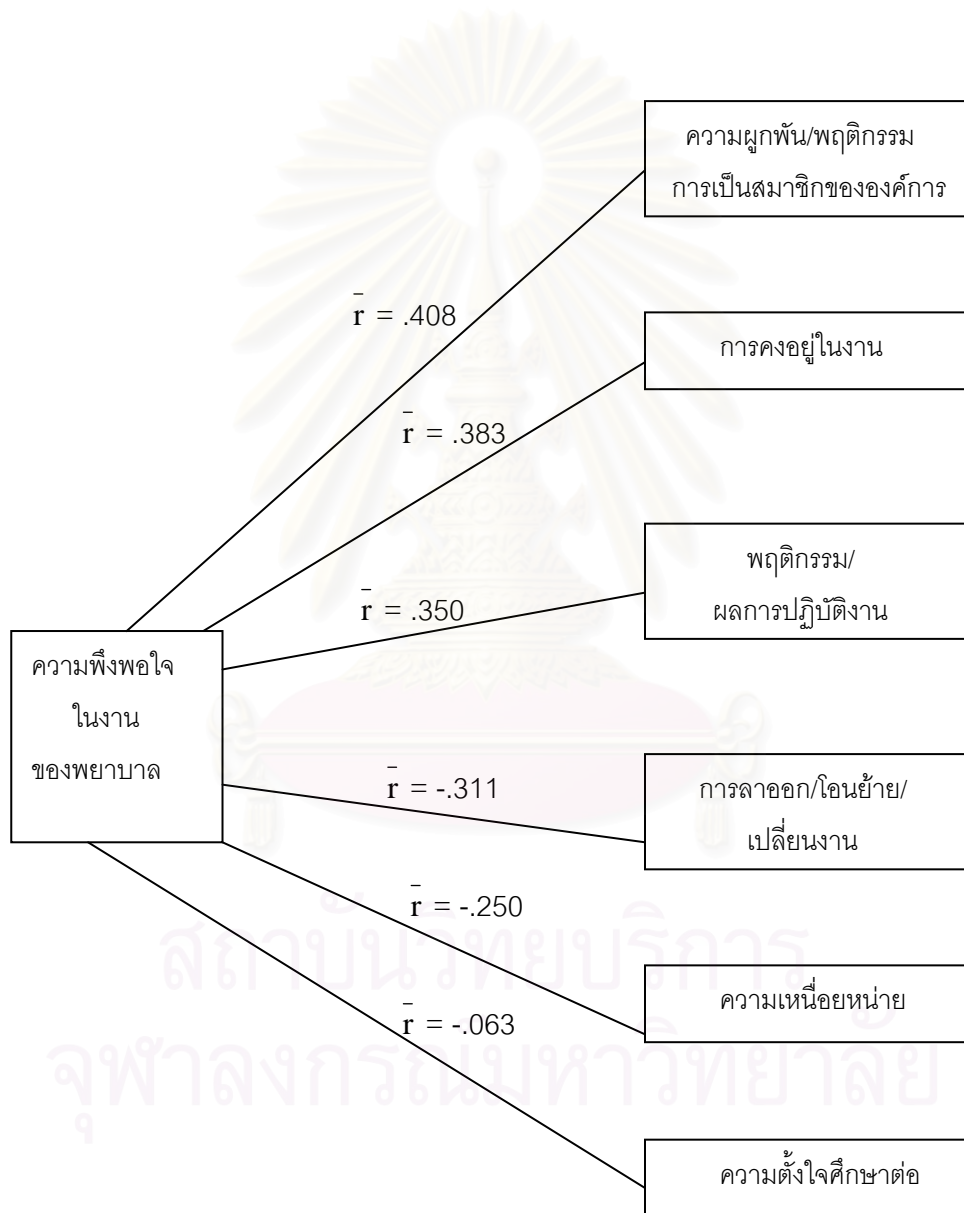 ความผูกพัน/พฤติกรรม
การเป็นสมาชิกขององค์การ
r̄ = .408
การคงอยู่ในงาน
r̄ = .383
พฤติกรรม/
ผลการปฏิบัติงาน
r̄ = .350
ความพึงพอใจ
ในงาน
ของพยาบาล
r̄ = -.311
การลาออก/โอนย้าย/
เปลี่ยนงาน
r̄ = -.250
สถาบันวิทยบริการ
ความเหนื่อยหน่าย
r̄ = -.063
จุฬาลงกรณ์มหาวิทยาลัย
ความตั้งใจศึกษาต่อ